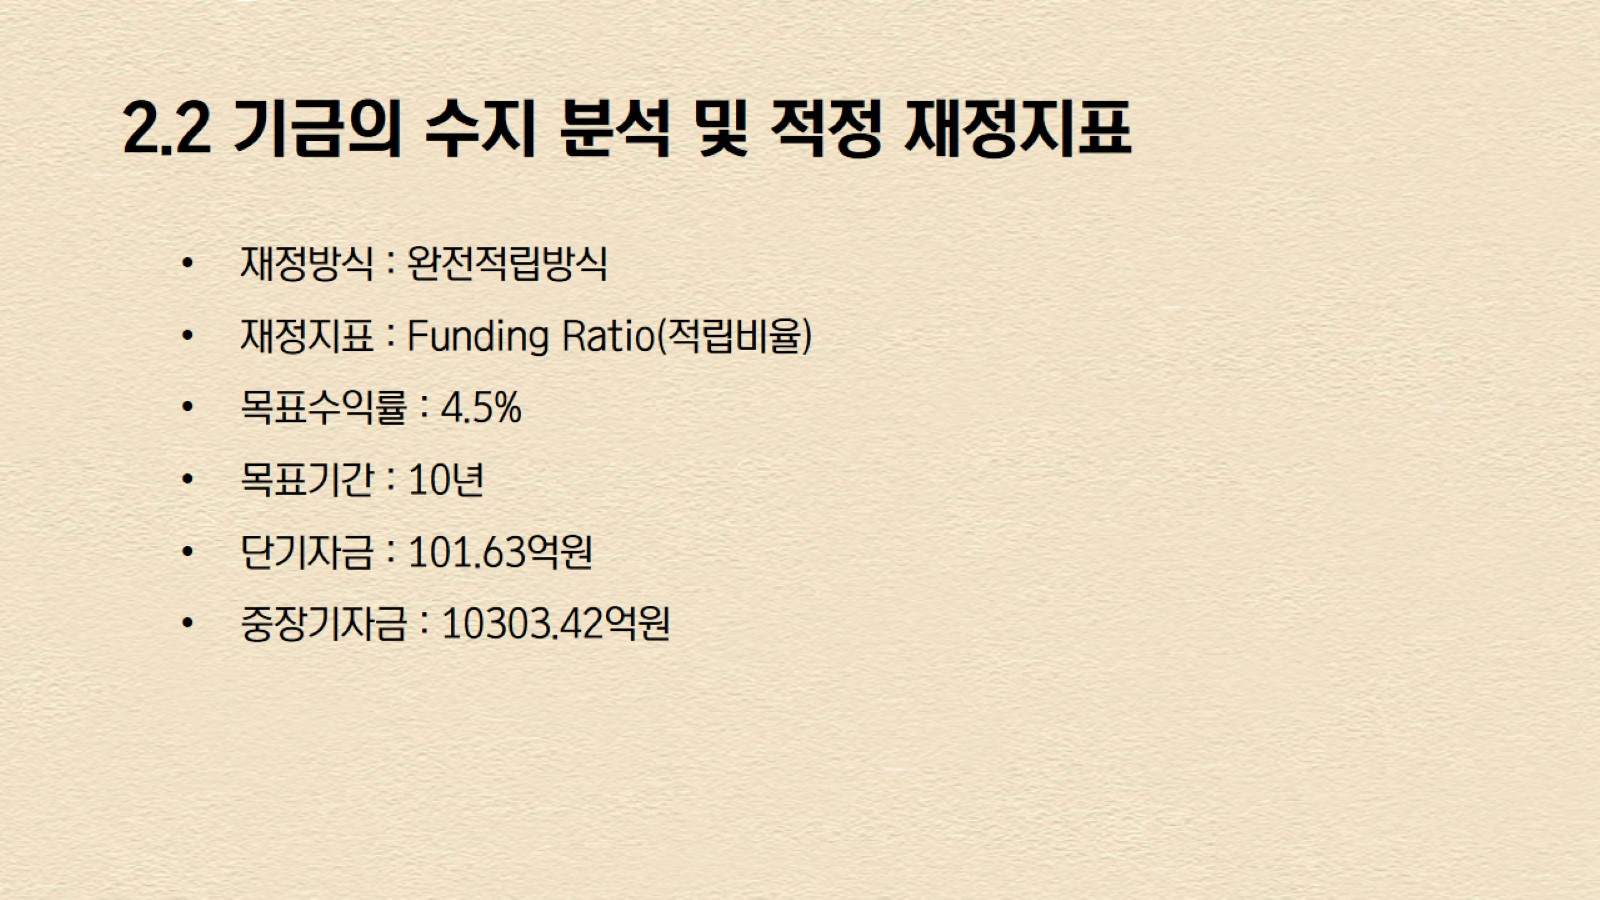 2.2 기금의 수지 분석 및 적정 재정지표
• 재정방식 : 완전적립방식
• 재정지표 : Funding Ratio(적립비율)
• 목표수익률 : 4.5%
• 목표기간 : 10년
• 단기자금 : 101.63억원
• 중장기자금 : 10303.42억원